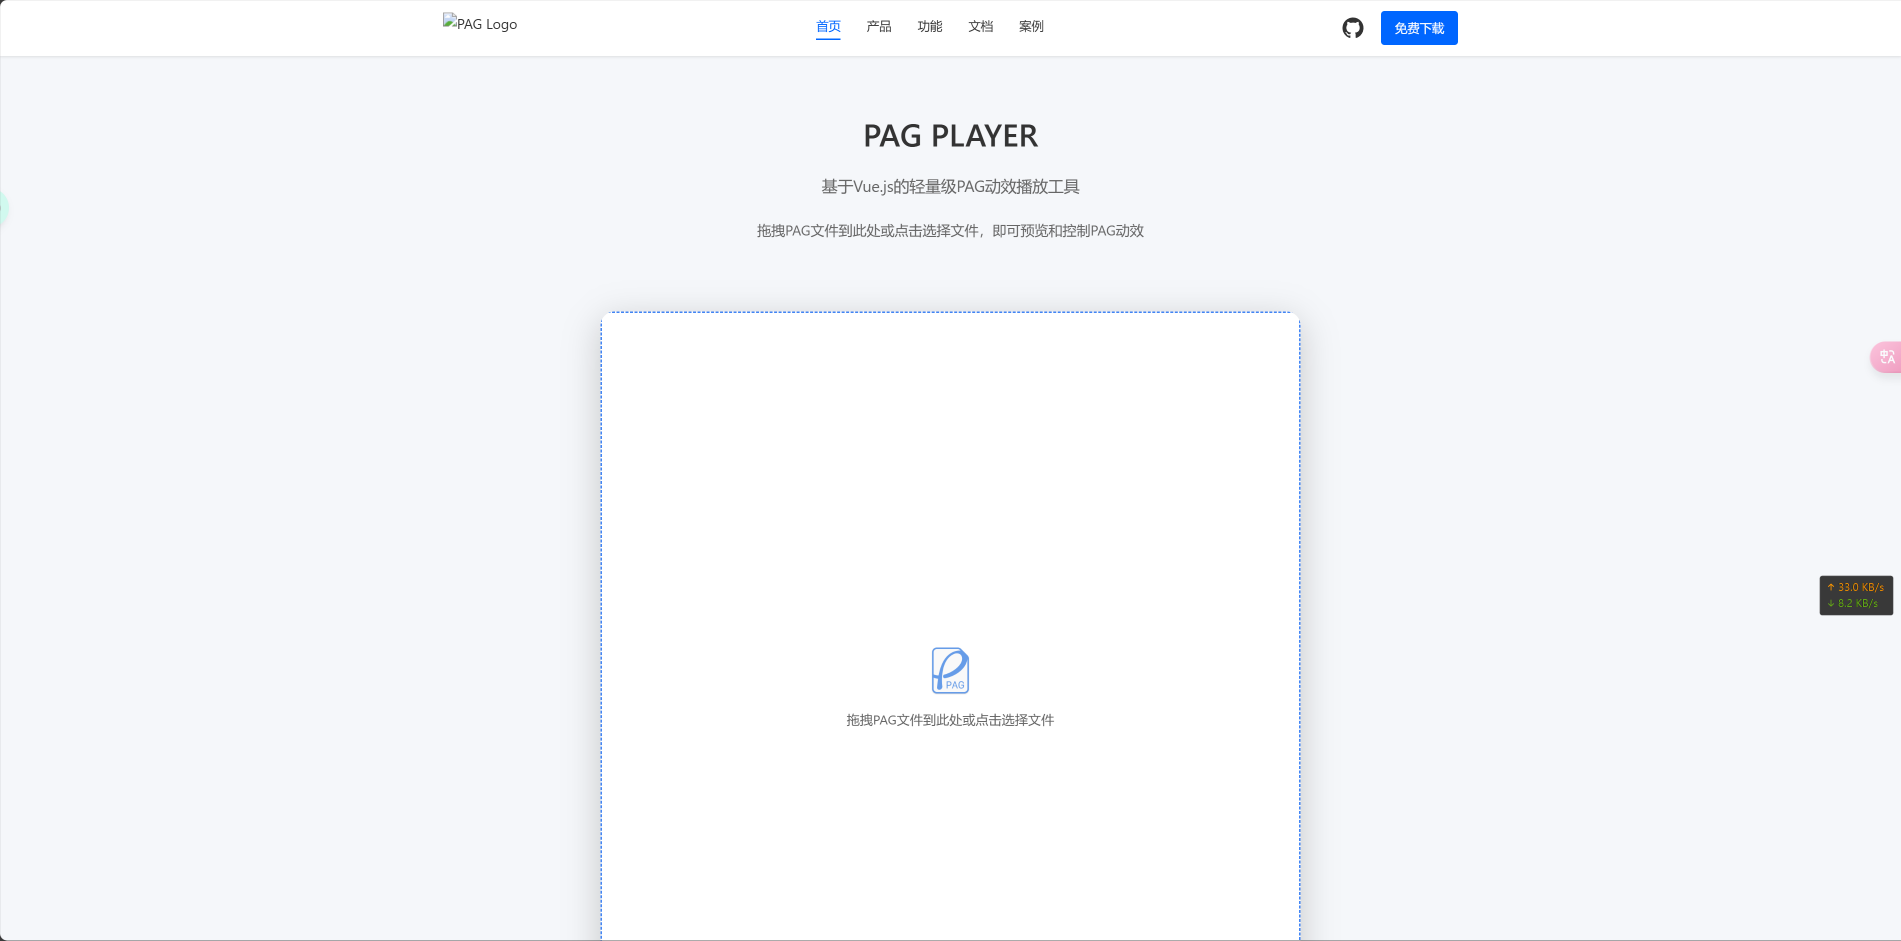 PAG Logo
首页 产品 功能 文档 案例
免费下载
PAG PLAYER
基于Vue.js的轻量级PAG动效播放工具
拖拽PAG文件到此处或点击选择文件，即可预览和控制PAG动效
中A
↑ 33.0 KB/s
↓ 8.2 KB/s
PAG
拖拽PAG文件到此处或点击选择文件